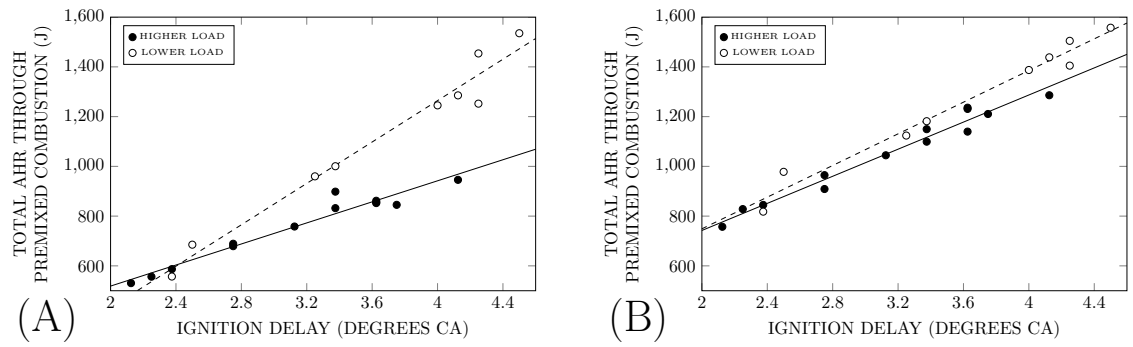 TOTAL AHR THROUGH
PREMIXED COMBUSTION (J)
1,600
1,400
1,200
1,000
800
600
HIGHER LOAD
LOWER LOAD
2 2.4 2.8 3.2 3.6 4 4.4
IGNITION DELAY (DEGREES CA)
(A)
TOTAL AHR THROUGH
PREMIXED COMBUSTION (J)
1,600
1,400
1,200
1,000
800
600
HIGHER LOAD
LOWER LOAD
2 2.4 2.8 3.2 3.6 4 4.4
IGNITION DELAY (DEGREES CA)
(B)